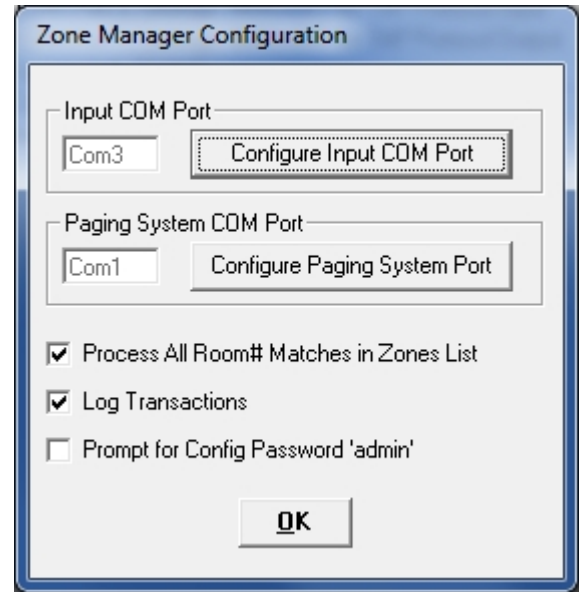 Zone Manager Configuration
Input COM Port
Com3 Configure Input COM Port
Paging System COM Port
Com1 Configure Paging System Port
Process All Room# Matches in Zones List
Log Transactions
Prompt for Config Password 'admin'
OK